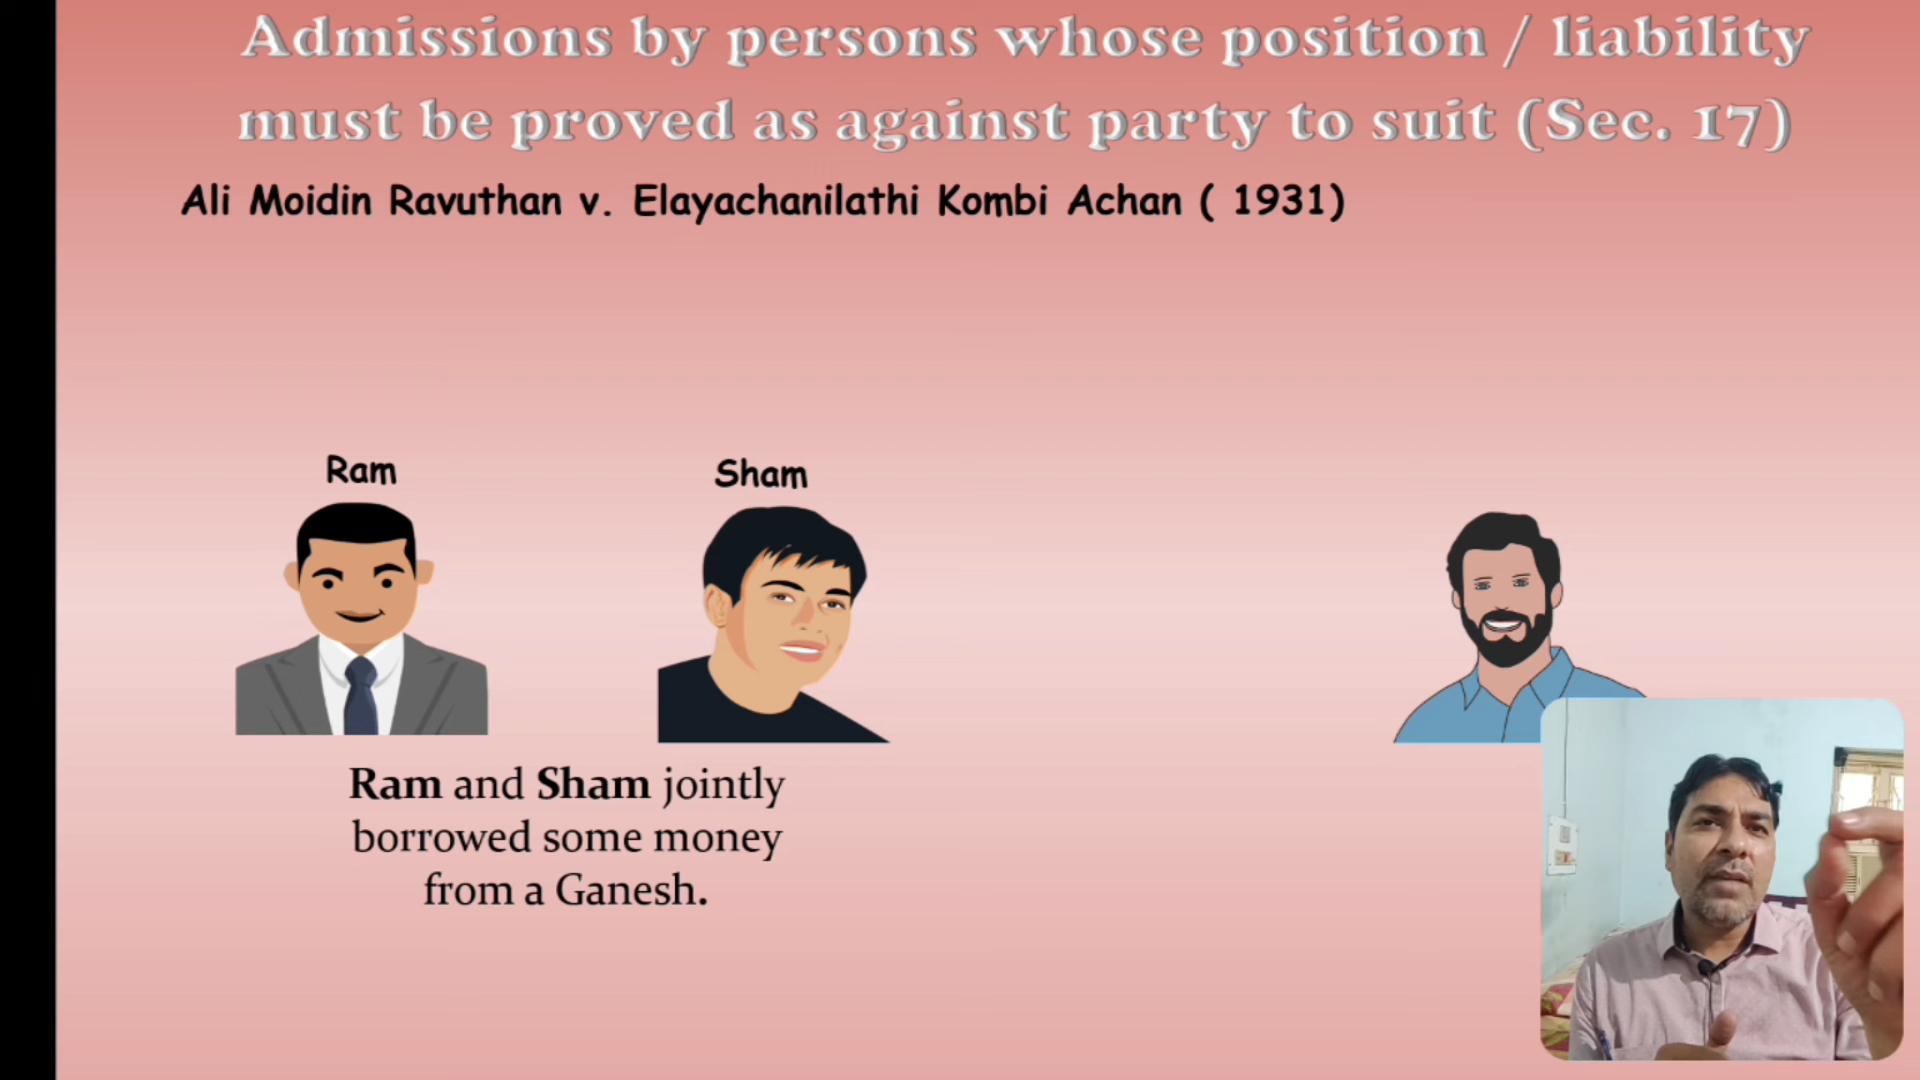 Admissions by persons whose position / liability
must be proved as against party to suit (Sec. 17)
Ali Moidin Ravuthan v. Elayachanilathi Kombi Achan ( 1931)
Ram
Sham
Ram and Sham jointly
borrowed some money
from a Ganesh.